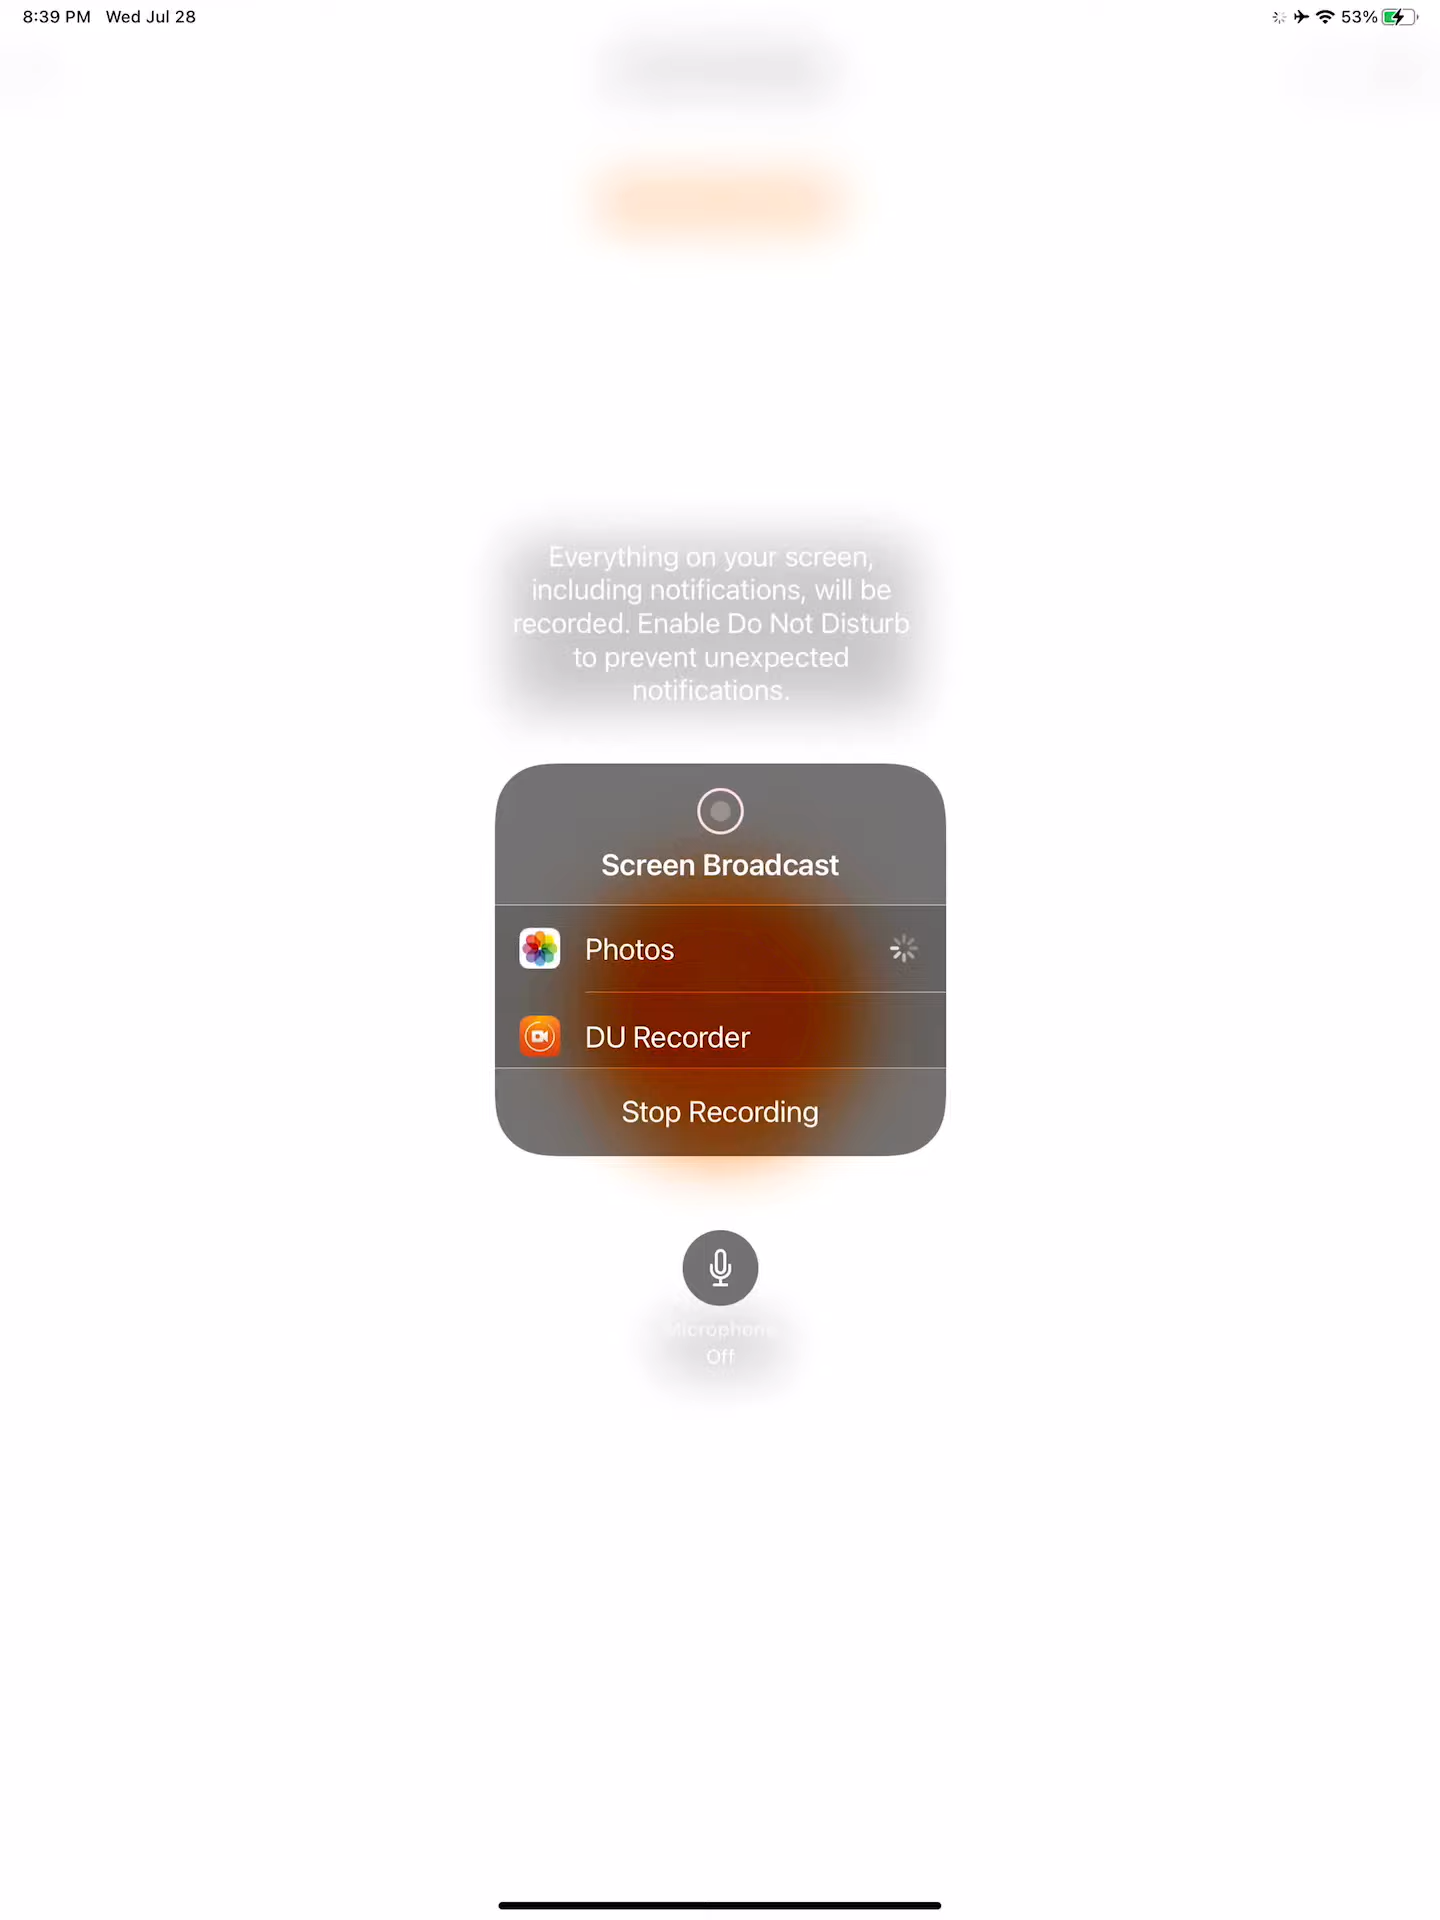 8:39 PM Wed Jul 28
53%
Everything on your screen,
including notifications, will be
recorded. Enable Do Not Disturb
to prevent unexpected
notifications.
Screen Broadcast
Photos
DU Recorder
Stop Recording
Microphone
Off